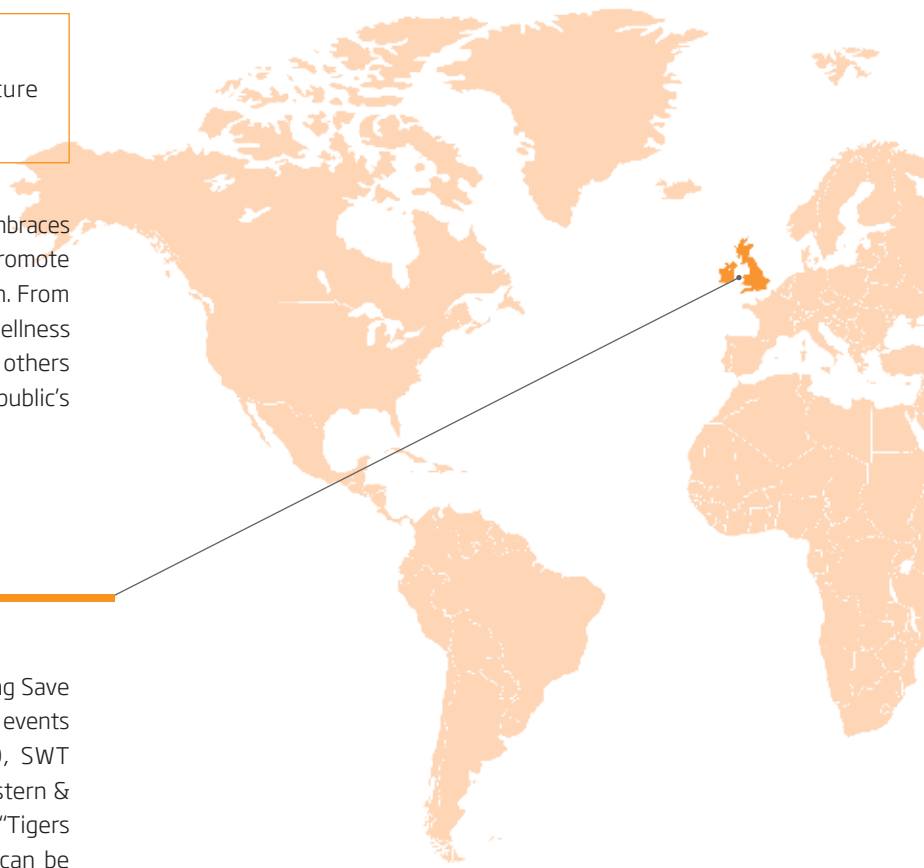 ture
mbraces
romote
n. From
ellness
others
public's
ng Save
events
), SWT
stern &
"Tigers
can be